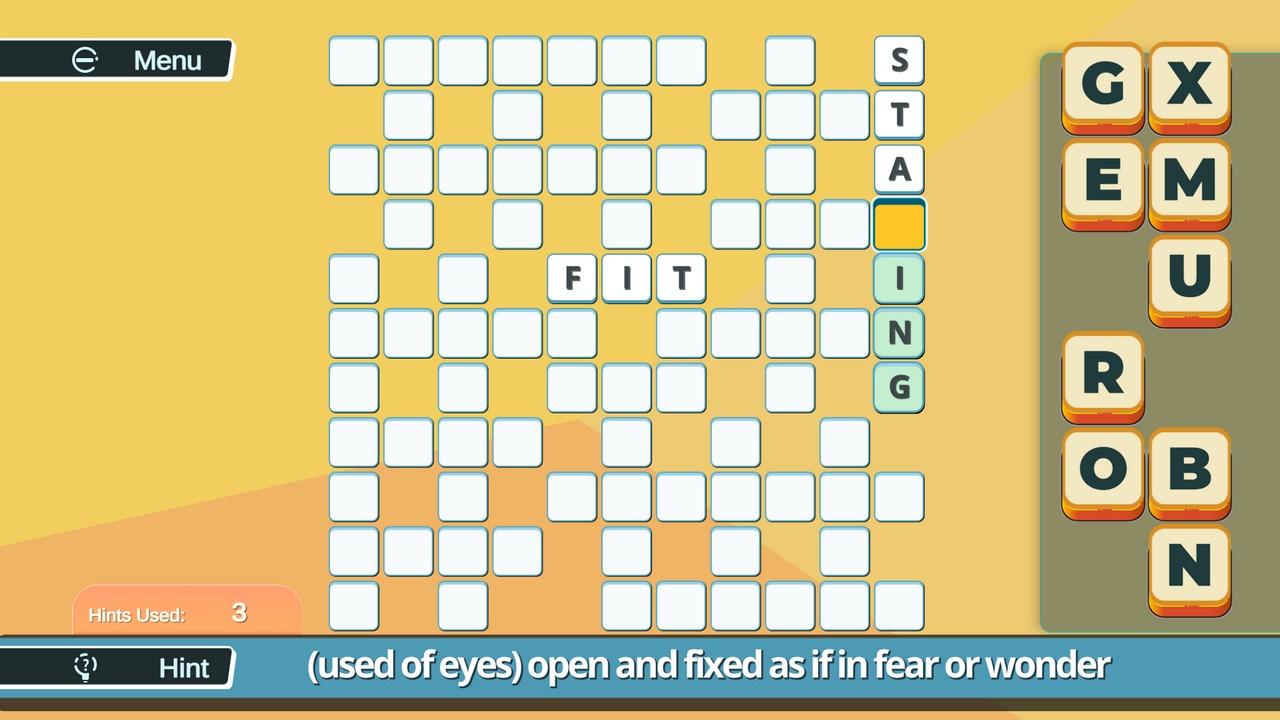 Menu
S
T
A
F I T
I
N
G
G X
E M
U
R
O B
N
Hints Used: 3
Hint
(used of eyes) open and fixed as if in fear or wonder